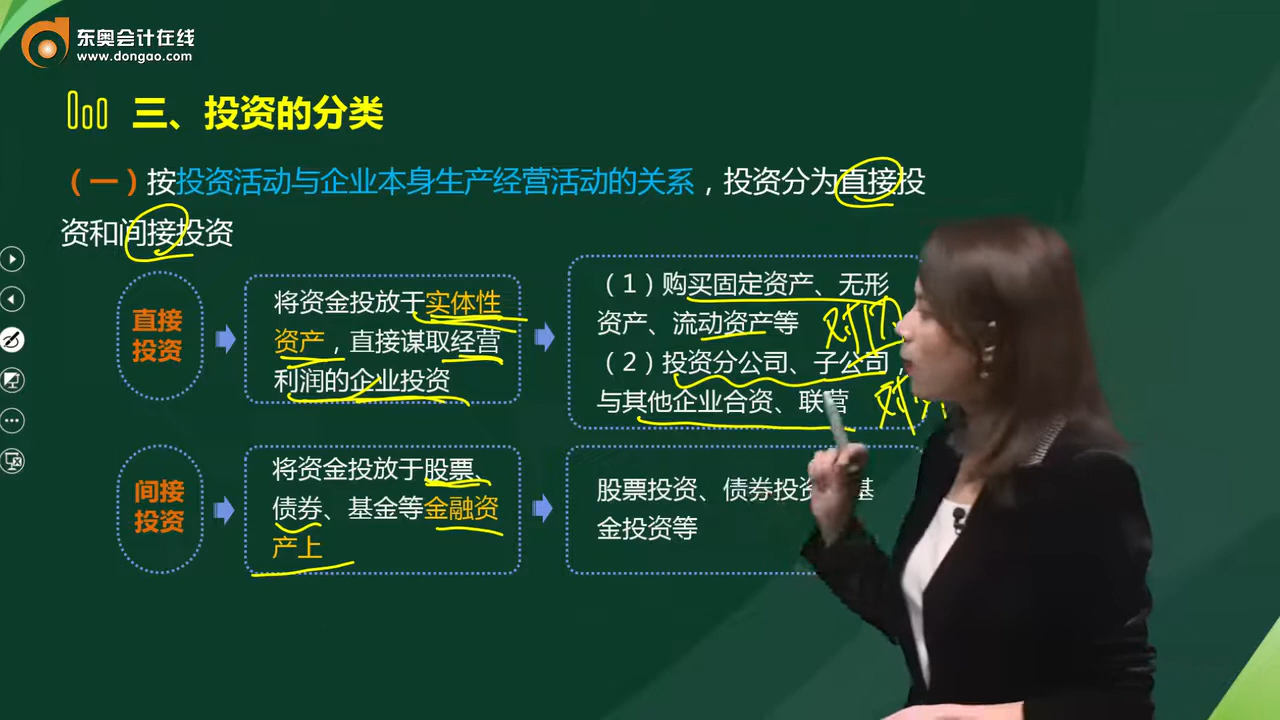 东奥会计在线
www.dongao.com
三、投资的分类
(一)按投资活动与企业本身生产经营活动的关系,投资分为直接投
资和间接投资
直接
投资
将资金投放于实体性
资产,直接谋取经营
利润的企业投资
(1)购买固定资产、无形
资产、流动资产等
对内
(2)投资分公司、子公司,
与其他企业合资、联营
对外
间接
投资
将资金投放于股票、
债券、基金等金融资
产上
股票投资、债券投资、基
金投资等